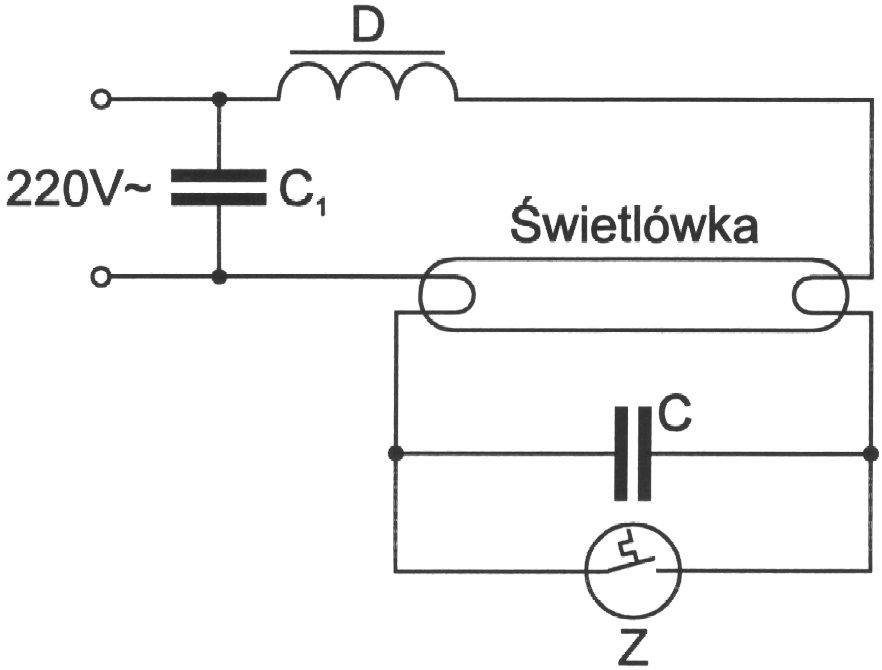 D
220V~
C₁
Świetlówka
C
Z